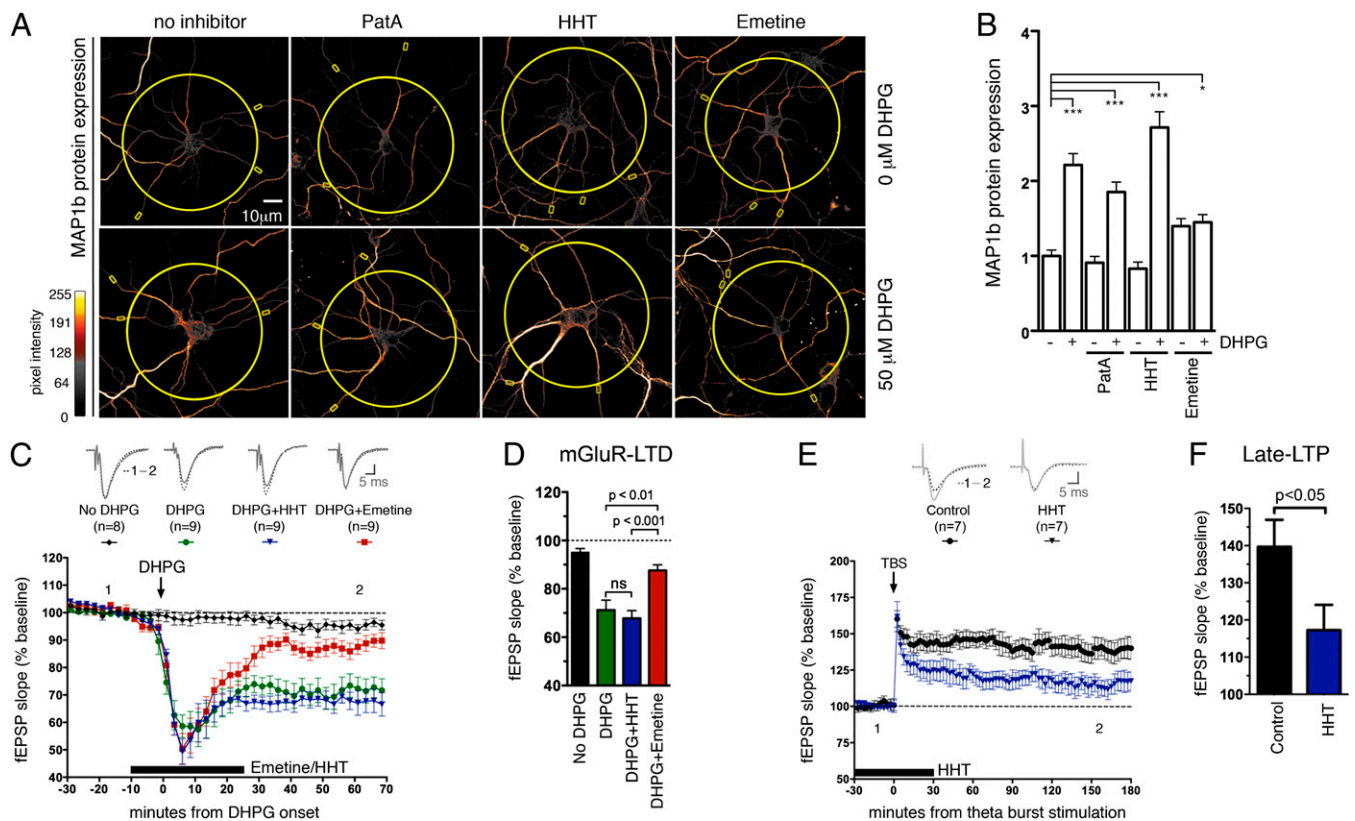 A
no inhibitor
PatA
HHT
Emetine
MAP1b protein expression
10μm
0 μM DHPG
50 μM DHPG
255
191
128
64
0
pixel intensity
B
MAP1b protein expression
4
3
2
1
0
***
***
***
*
- + - + - + - + DHPG
PatA
HHT
Emetine
C
1-2
5 ms
No DHPG
(n=8)
DHPG
(n=9)
DHPG+HHT
(n=9)
DHPG+Emetine
(n=9)
fEPSP slope (% baseline)
110
100
90
80
70
60
50
40
1
DHPG
2
Emetine/HHT
-30 -20 -10 0 10 20 30 40 50 60 70
minutes from DHPG onset
D
mGluR-LTD
fEPSP slope (% baseline)
120
100
80
60
40
p < 0.01
p < 0.001
ns
No DHPG
DHPG
DHPG+HHT
DHPG+Emetine
E
1-2
5 ms
Control
(n=7)
HHT
(n=7)
fEPSP slope (% baseline)
200
175
150
125
100
75
50
TBS
1
2
HHT
-30 0 30 60 90 120 150 180
minutes from theta burst stimulation
F
Late-LTP
p<0.05
fEPSP slope (% baseline)
150
140
130
120
110
100
Control
HHT